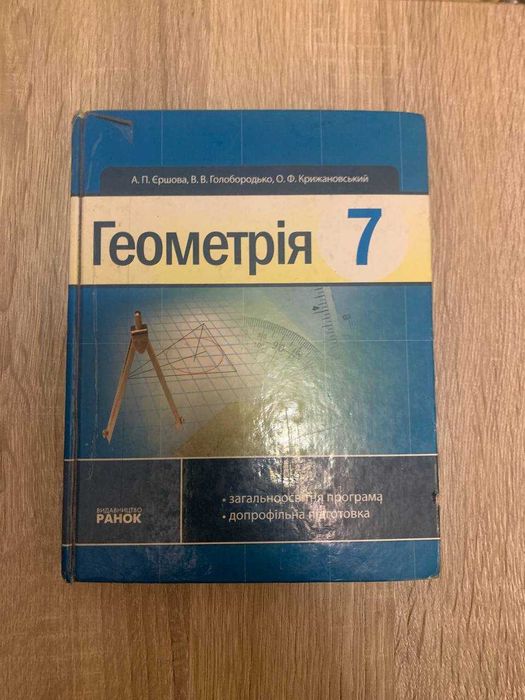 А. П. Єршова, В. В. Голобородько, О. Ф. Крижановський
Геометрія 7
• загальноосвітня програма
• допрофільна підготовка
ВИДАВНИЦТВО
РАНОК